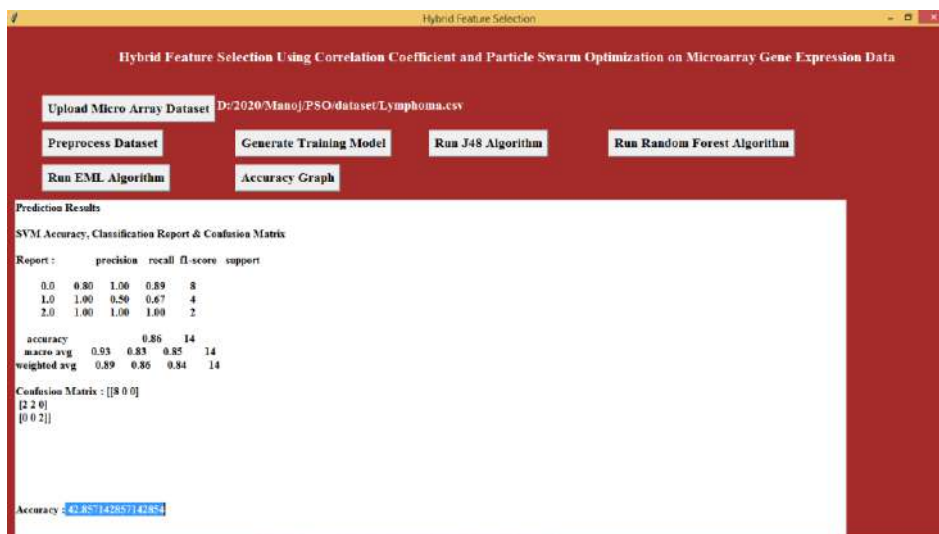 Hybrid Feature Selection
Hybrid Feature Selection Using Correlation Coefficient and Particle Swarm Optimization on Microarray Gene Expression Data
Upload Micro Array Dataset D:/2020/Manoj/PSO/dataset/Lymphoma.csv
Preprocess Dataset Generate Training Model Run J48 Algorithm Run Random Forest Algorithm
Run EML Algorithm Accuracy Graph
Prediction Results
SVM Accuracy, Classification Report & Confusion Matrix
Report : precision recall f1-score support
0.0 0.80 1.00 0.89 8
1.0 1.00 0.50 0.67 4
2.0 1.00 1.00 1.00 2
accuracy 0.86 14
macro avg 0.93 0.83 0.85 14
weighted avg 0.89 0.86 0.84 14
Confusion Matrix : [[8 0 0]
[2 2 0]
[0 0 2]]
Accuracy : 42.857142857142854